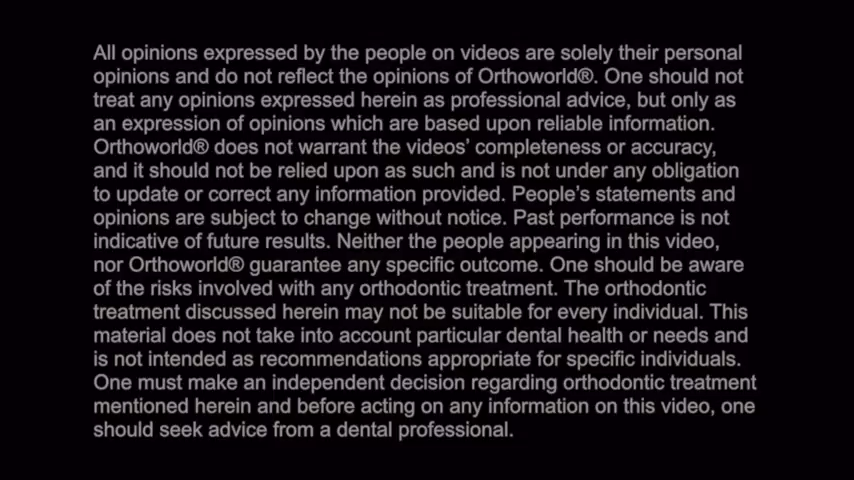 All opinions expressed by the people on videos are solely their personal
opinions and do not reflect the opinions of Orthoworld®. One should not
treat any opinions expressed herein as professional advice, but only as
an expression of opinions which are based upon reliable information.
Orthoworld® does not warrant the videos’ completeness or accuracy,
and it should not be relied upon as such and is not under any obligation
to update or correct any information provided. People’s statements and
opinions are subject to change without notice. Past performance is not
indicative of future results. Neither the people appearing in this video,
nor Orthoworld® guarantee any specific outcome. One should be aware
of the risks involved with any orthodontic treatment. The orthodontic
treatment discussed herein may not be suitable for every individual. This
material does not take into account particular dental health or needs and
is not intended as recommendations appropriate for specific individuals.
One must make an independent decision regarding orthodontic treatment
mentioned herein and before acting on any information on this video, one
should seek advice from a dental professional.